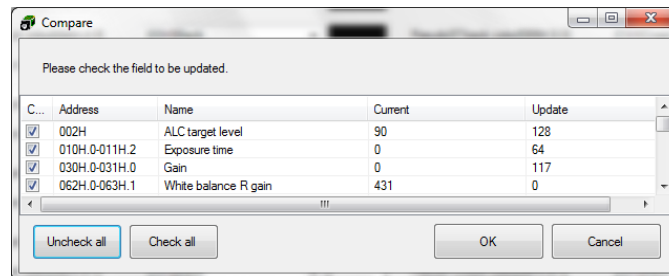 Compare
Please check the field to be updated.
C... Address Name Current Update
002H ALC target level 90 128
010H.0-011H.2 Exposure time 0 64
030H.0-031H.0 Gain 0 117
062H.0-063H.1 White balance R gain 431 0
Uncheck all Check all OK Cancel